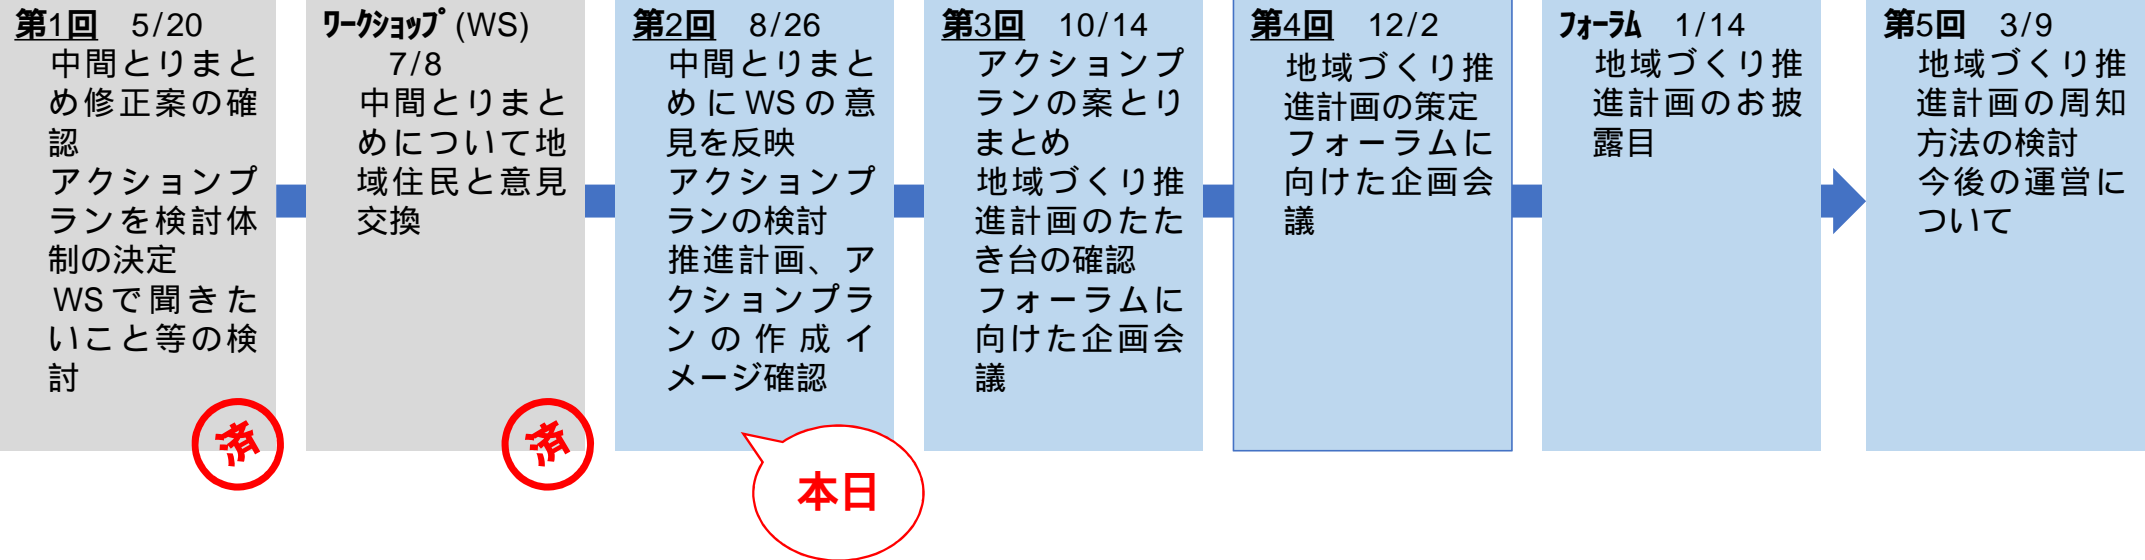 第1回　5/20
中間とりまと
め修正案の確
認
アクションプ
ランを検討体
制の決定
WSで聞きた
いこと等の検
討
済
ワークショップ (WS)
7/8
中間とりまと
めについて地
域住民と意見
交換
済
第2回　8/26
中間とりまと
めにWSの意
見を反映
アクションプ
ランの検討
推進計画、ア
クションプラ
ンの作成イ
メージ確認
本日
第3回　10/14
アクションプ
ランの案とり
まとめ
地域づくり推
進計画のたた
き台の確認
フォーラムに
向けた企画会
議
第4回　12/2
地域づくり推
進計画の策定
フォーラムに
向けた企画会
議
フォーラム　1/14
地域づくり推
進計画のお披
露目
第5回　3/9
地域づくり推
進計画の周知
方法の検討
今後の運営に
ついて